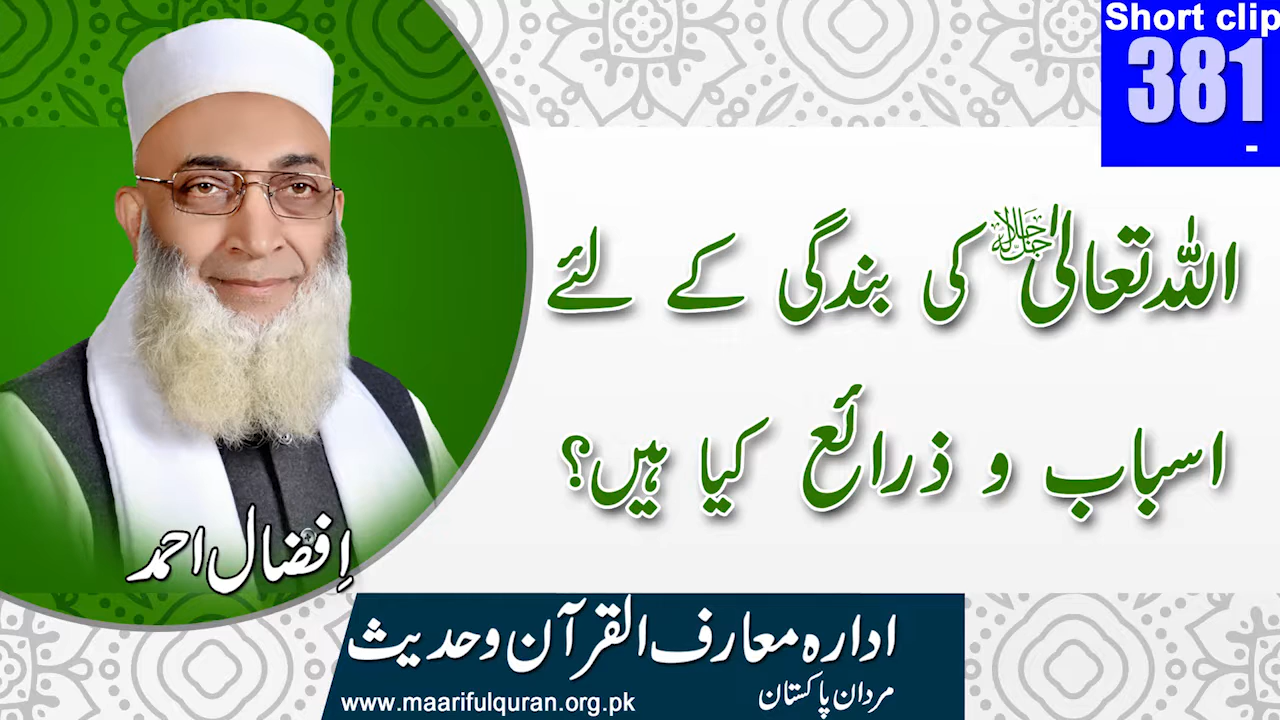 Short clip
381
-
اللہ تعالیٰ ﷻ کی بندگی کے لئے
اسباب و ذرائع کیا ہیں؟
اِفضال احمد
ادارہ معارف القرآن وحدیث
مردان پاکستان
www.maarifulquran.org.pk